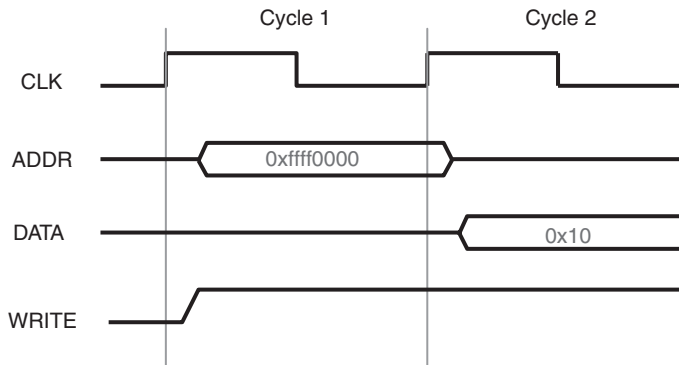 Cycle 1 Cycle 2
CLK
ADDR 0xffff0000
DATA 0x10
WRITE